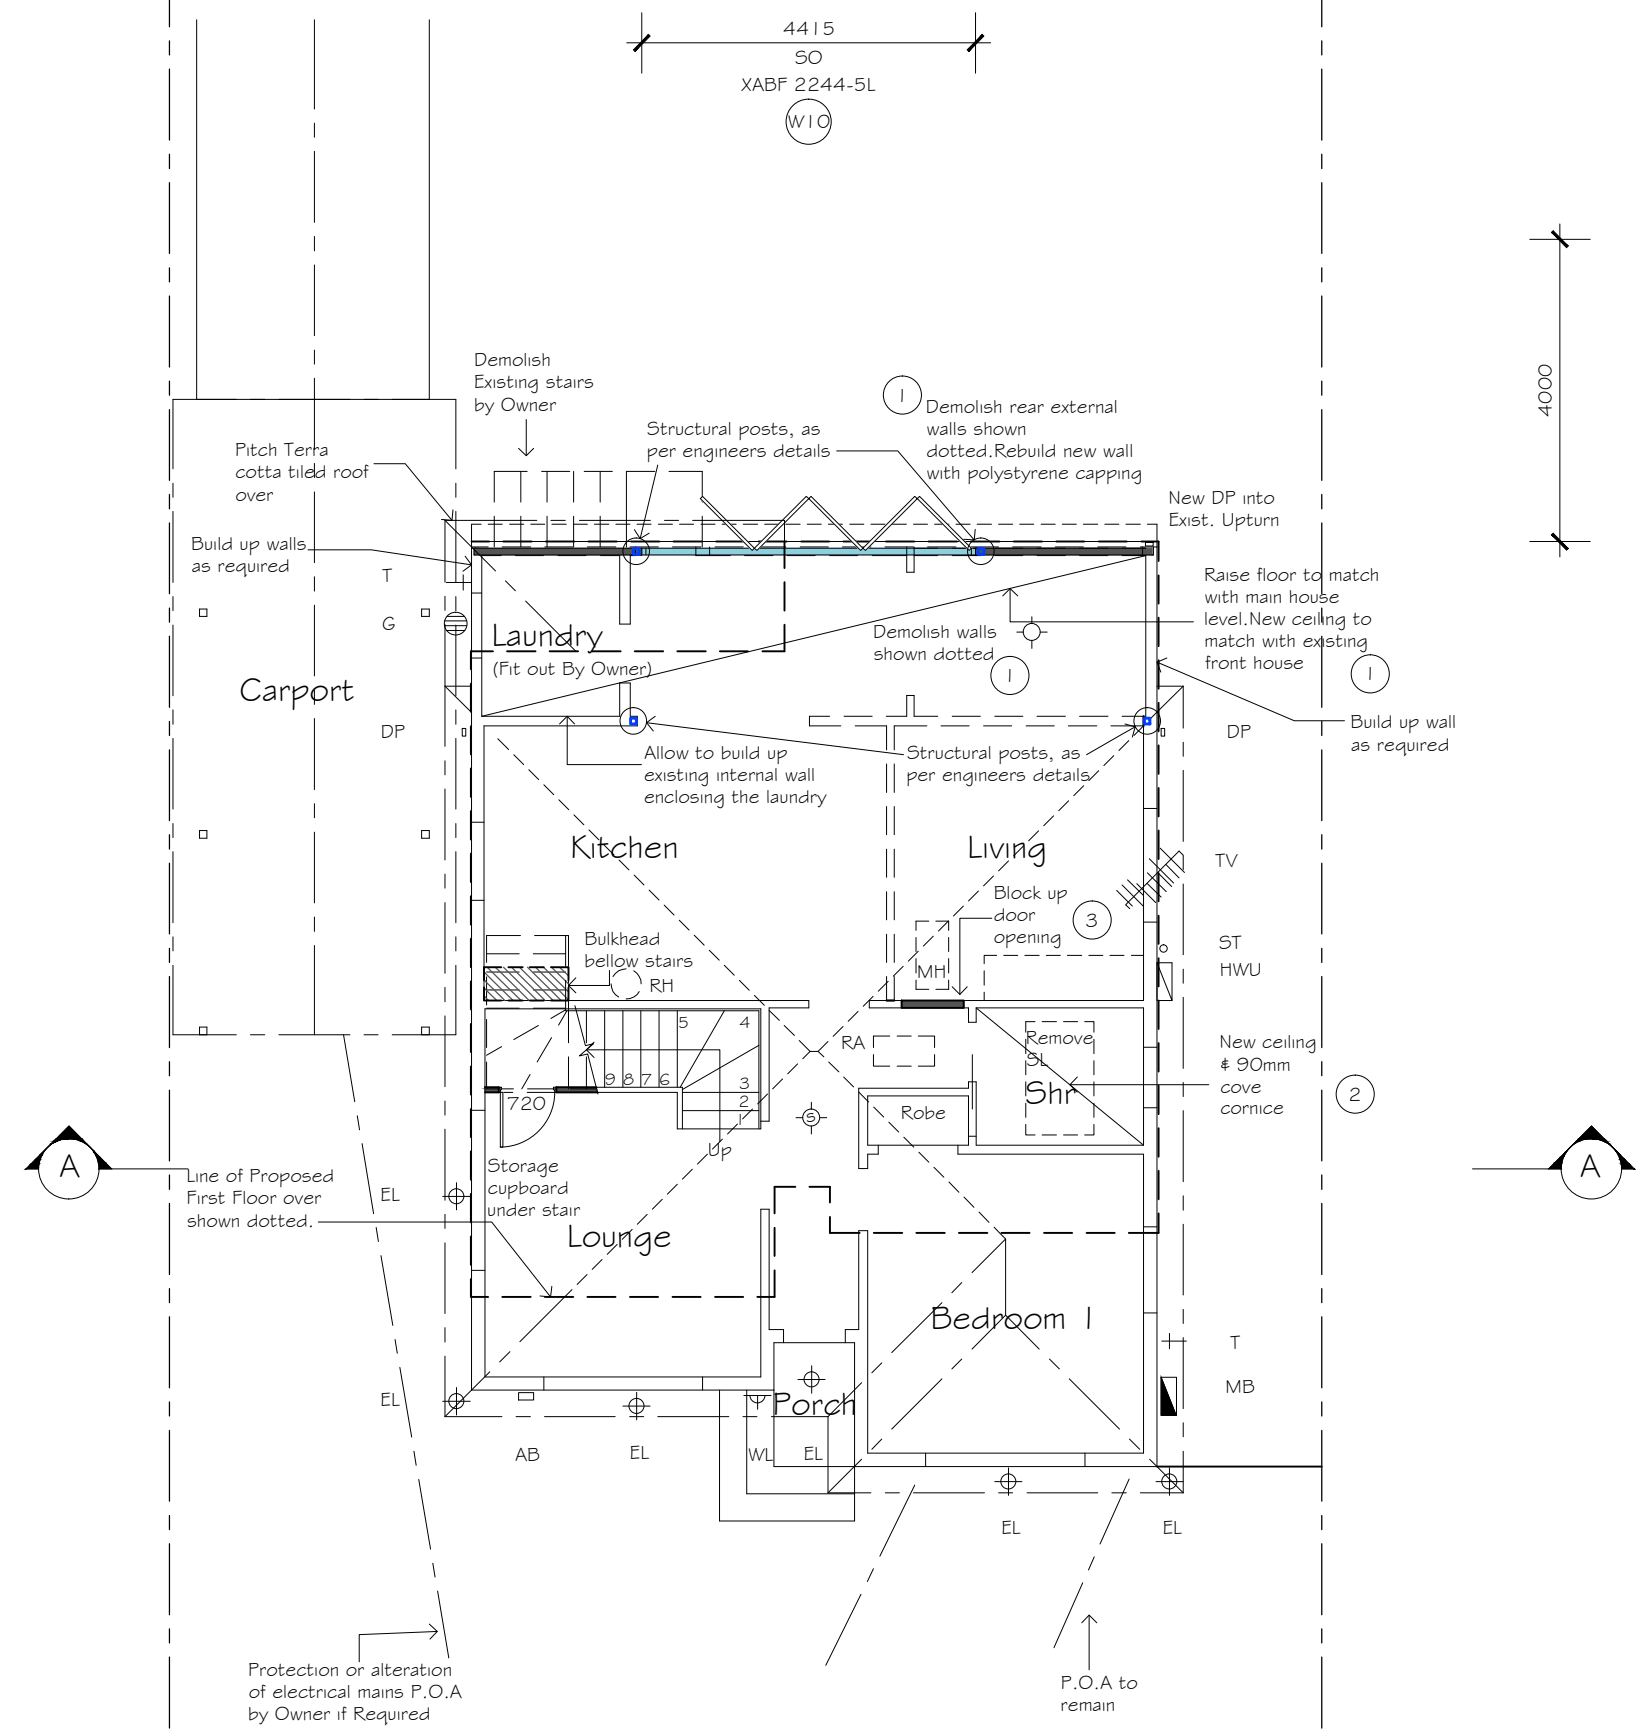 4415
SO
XABF 2244-5L
W10
4000
Demolish
Existing stairs
by Owner
1
Demolish rear external
walls shown
dotted.Rebuild new wall
with polystyrene capping
Structural posts, as
per engineers details
Pitch Terra
cotta tiled roof
over
New DP into
Exist. Upturn
Build up walls
as required
T
G
Raise floor to match
with main house
level.New ceiling to
match with existing
front house
Laundry
(Fit out By Owner)
Demolish walls
shown dotted
1
1
Carport
DP
Build up wall
as required
DP
Allow to build up
existing internal wall
enclosing the laundry
Structural posts, as
per engineers details
Kitchen
Living
TV
Block up
door
opening
3
Bulkhead
bellow stairs
RH
MH
ST
HWU
5
4
RA
Remove
SL
Shr
New ceiling
& 90mm
cove
cornice
2
9 8 7 6
3
2
1
720
Robe
S
Up
A
Line of Proposed
First Floor over
shown dotted.
EL
Storage
cupboard
under stair
A
Lounge
Bedroom 1
T
MB
EL
Porch
AB
EL
WL
EL
EL
EL
Protection or alteration
of electrical mains P.O.A
by Owner if Required
P.O.A to
remain